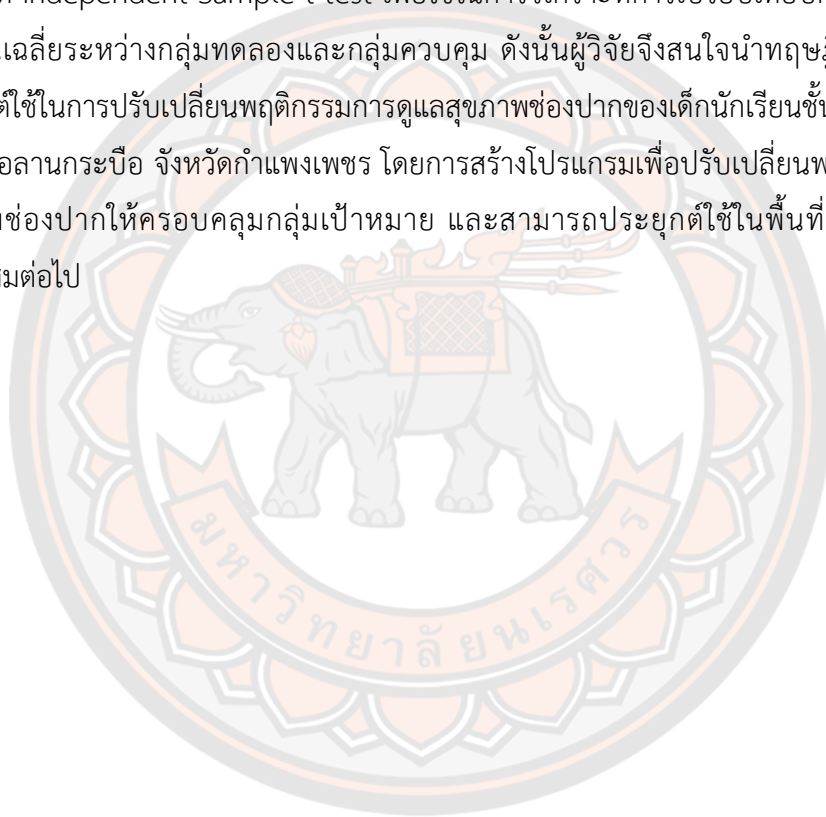 independent Sample t-test
เฉลี่ยระหว่างกลุ่มทดลองและกลุ่มควบคุม ดังนั้นผู้วิจัยจึงสนใจนำทฤษฎ
ต์ใช้ในการปรับเปลี่ยนพฤติกรรมการดูแลสุขภาพช่องปากของเด็กนักเรียนชั้น
อลานกระบือ จังหวัดกำแพงเพชร โดยการสร้างโปรแกรมเพื่อปรับเปลี่ยนพ
ช่องปากให้ครอบคลุมกลุ่มเป้าหมาย และสามารถประยุกต์ใช้ในพื้นที่
สมต่อไป
มหาวิทยาลัยนเรศวร